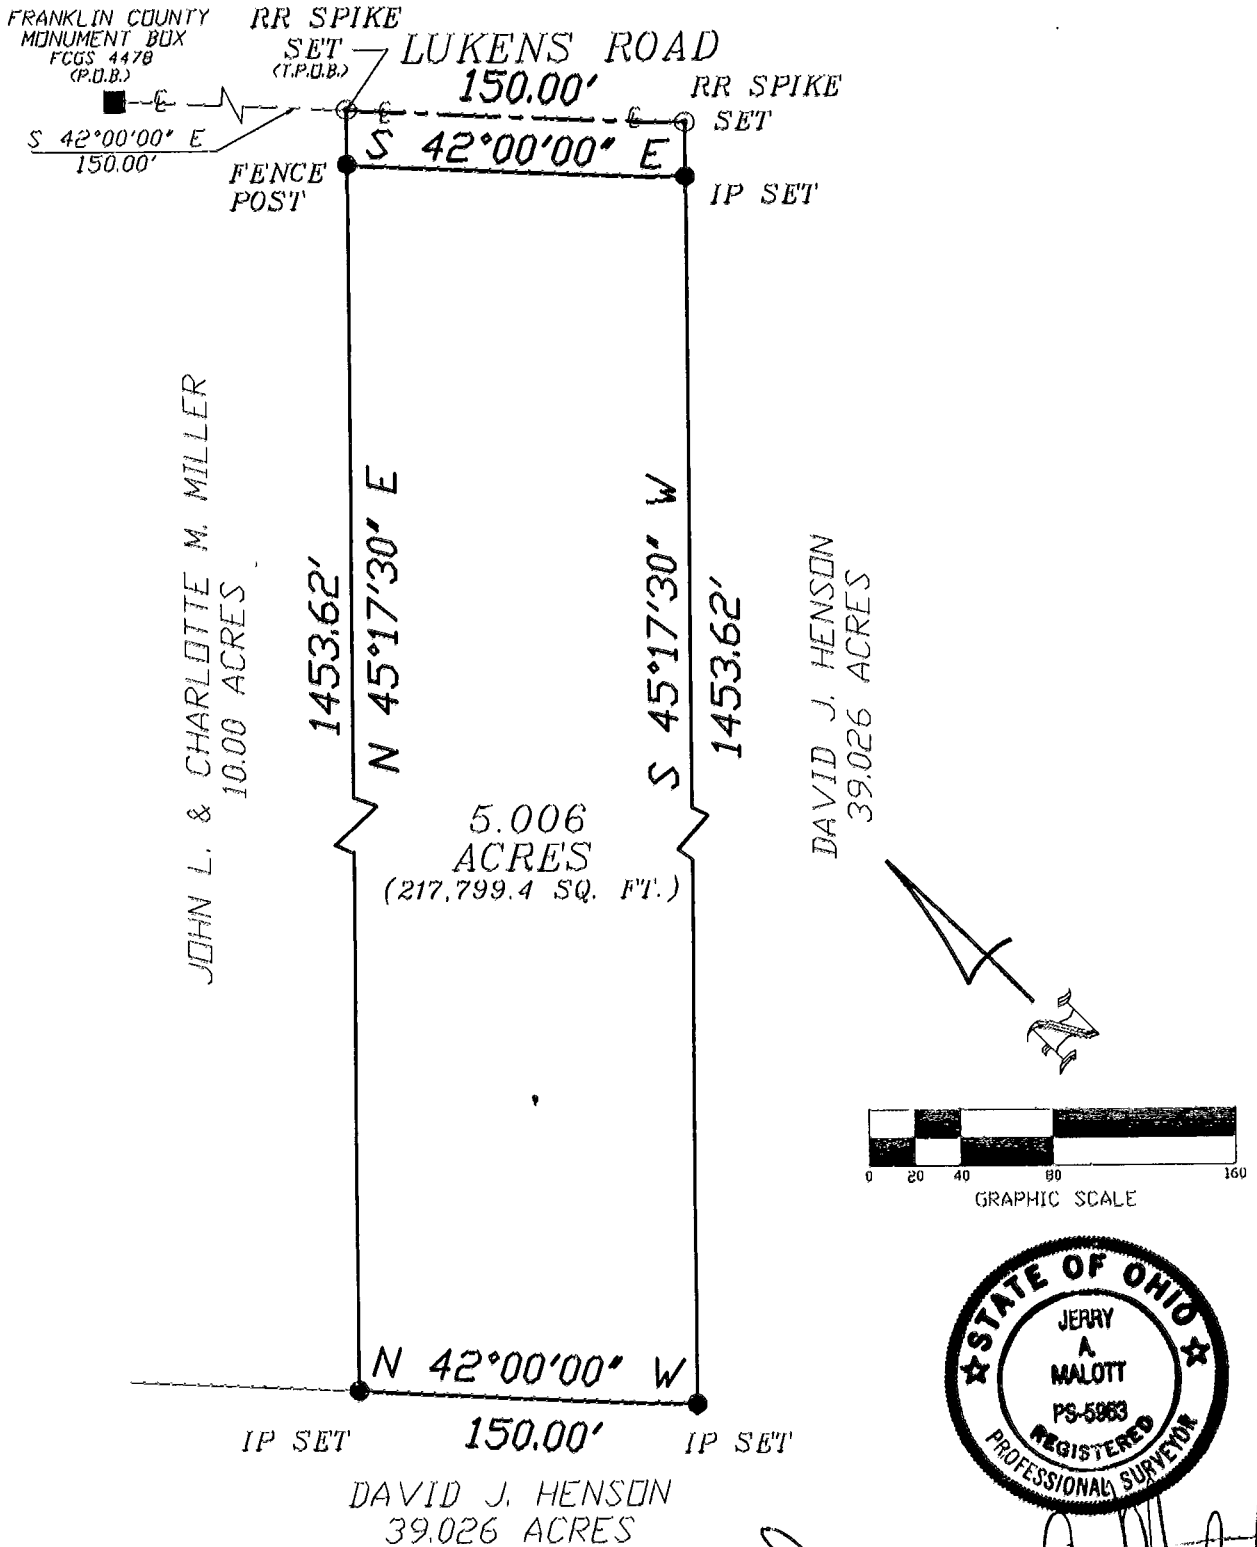 FRANKLIN COUNTY
MONUMENT BOX
FCGS 4478
(P.O.B.)
RR SPIKE
SET
(T.P.O.B.)
LUKENS ROAD
150.00'
RR SPIKE
SET
S 42°00'00" E
150.00'
S 42°00'00" E
FENCE
POST
IP SET
JOHN L. & CHARLOTTE M. MILLER
10.00 ACRES
1453.62'
N 45°17'30" E
S 45°17'30" W
1453.62'
DAVID J. HENSON
39.026 ACRES
5.006
ACRES
(217,799.4 SQ. FT.)
N
0 20 40 80 160
GRAPHIC SCALE
STATE OF OHIO
JERRY
A.
MALOTT
PS-5963
REGISTERED
PROFESSIONAL SURVEYOR
N 42°00'00" W
IP SET
150.00'
IP SET
DAVID J. HENSON
39.026 ACRES